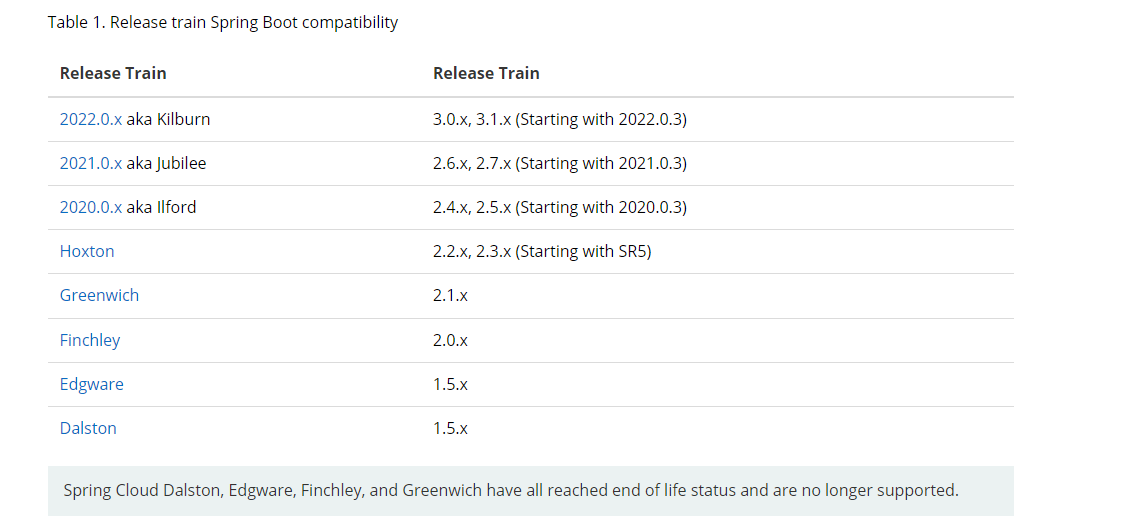 Table 1. Release train Spring Boot compatibility
Release Train Release Train
2022.0.x aka Kilburn 3.0.x, 3.1.x (Starting with 2022.0.3)
2021.0.x aka Jubilee 2.6.x, 2.7.x (Starting with 2021.0.3)
2020.0.x aka Ilford 2.4.x, 2.5.x (Starting with 2020.0.3)
Hoxton 2.2.x, 2.3.x (Starting with SR5)
Greenwich 2.1.x
Finchley 2.0.x
Edgware 1.5.x
Dalston 1.5.x
Spring Cloud Dalston, Edgware, Finchley, and Greenwich have all reached end of life status and are no longer supported.